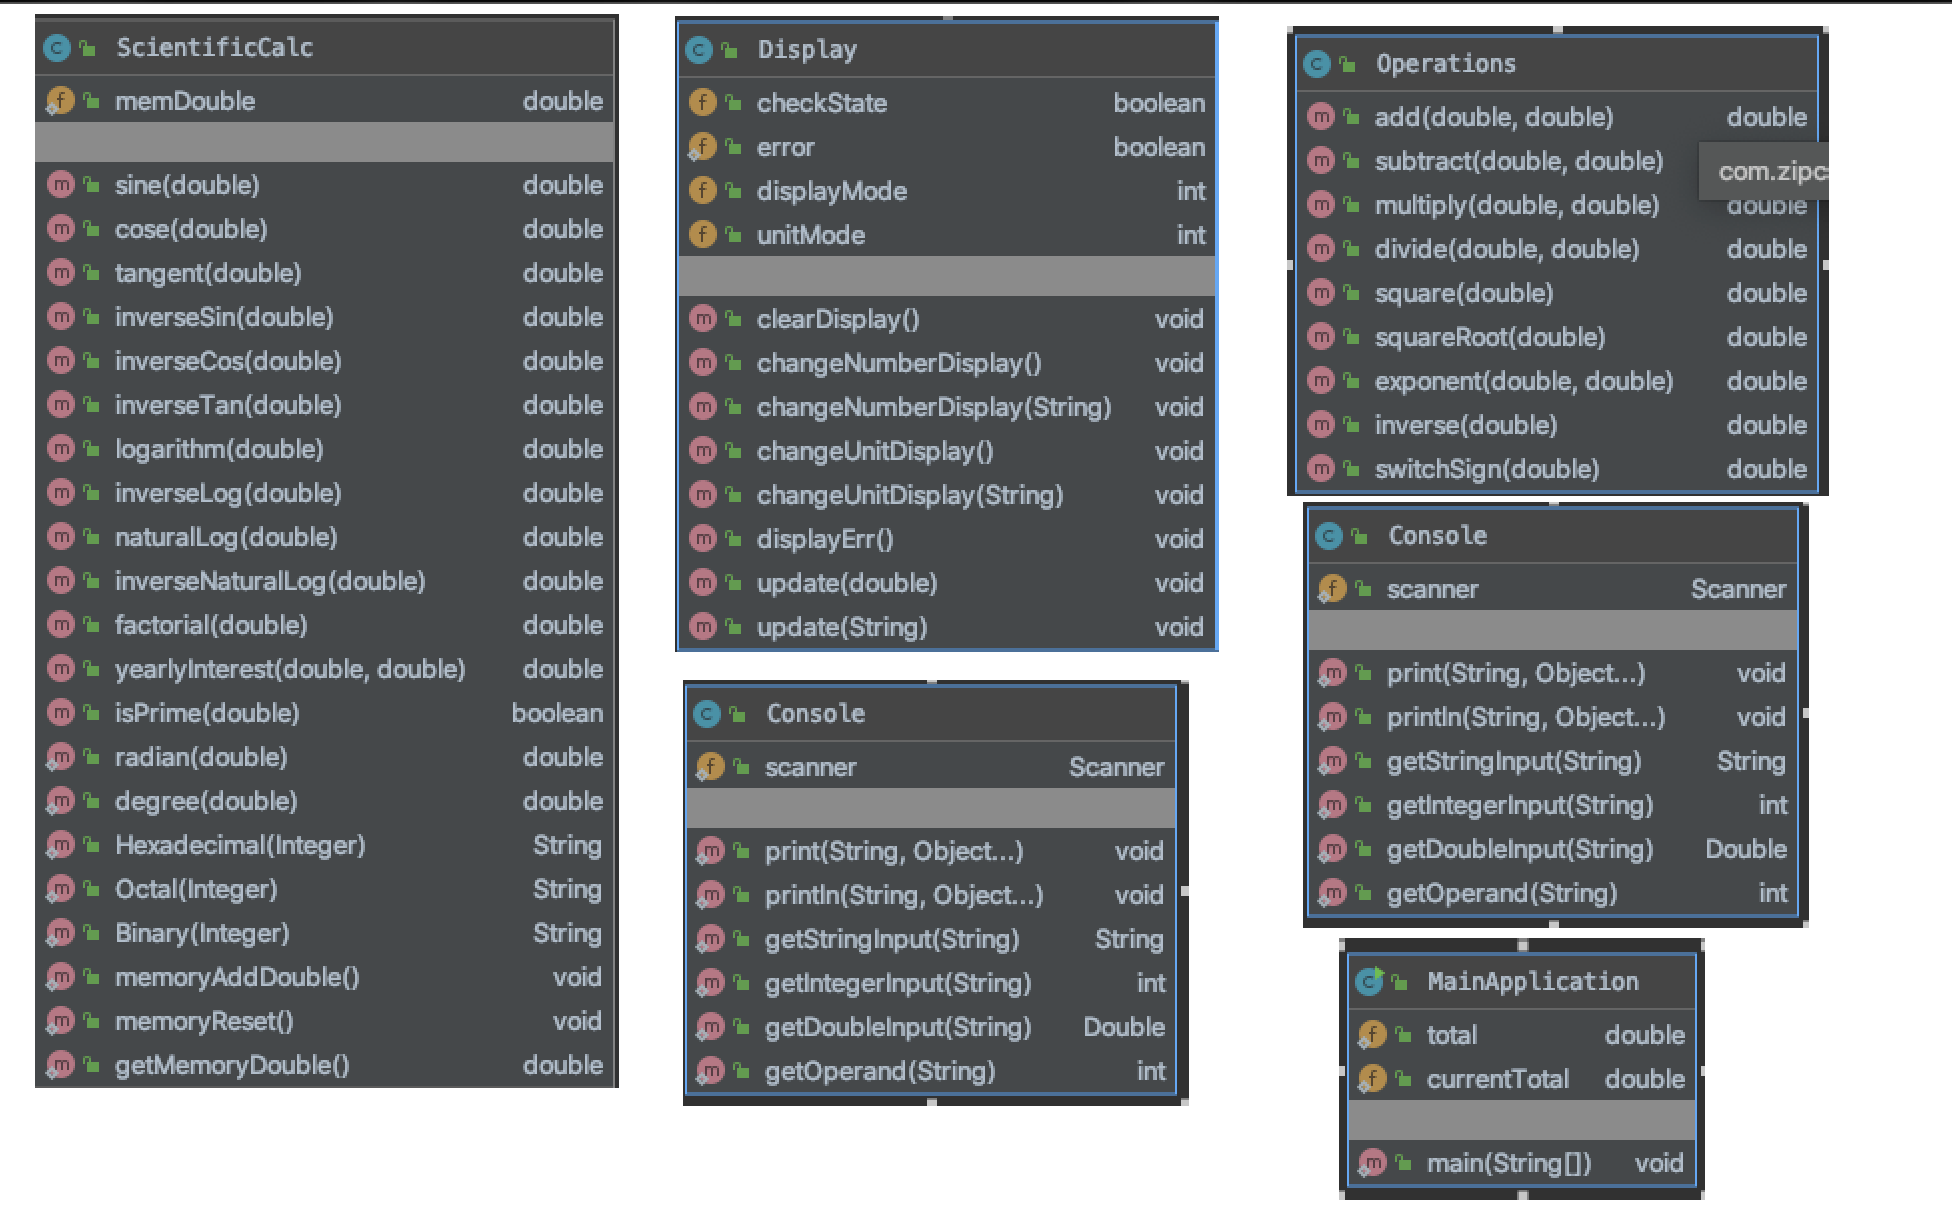 ScientificCalc
memDouble double
sine(double) double
cose(double) double
tangent(double) double
inverseSin(double) double
inverseCos(double) double
inverseTan(double) double
logarithm(double) double
inverseLog(double) double
naturalLog(double) double
inverseNaturalLog(double) double
factorial(double) double
yearlyInterest(double, double) double
isPrime(double) boolean
radian(double) double
degree(double) double
Hexadecimal(Integer) String
Octal(Integer) String
Binary(Integer) String
memoryAddDouble() void
memoryReset() void
getMemoryDouble() double
Display
checkState boolean
error boolean
displayMode int
unitMode int
clearDisplay() void
changeNumberDisplay() void
changeNumberDisplay(String) void
changeUnitDisplay() void
changeUnitDisplay(String) void
displayErr() void
update(double) void
update(String) void
Console
scanner Scanner
print(String, Object...) void
println(String, Object...) void
getStringInput(String) String
getIntegerInput(String) int
getDoubleInput(String) Double
getOperand(String) int
Operations
add(double, double) double
subtract(double, double)
com.zipc
multiply(double, double) double
divide(double, double) double
square(double) double
squareRoot(double) double
exponent(double, double) double
inverse(double) double
switchSign(double) double
Console
scanner Scanner
print(String, Object...) void
println(String, Object...) void
getStringInput(String) String
getIntegerInput(String) int
getDoubleInput(String) Double
getOperand(String) int
MainApplication
total double
currentTotal double
main(String[]) void